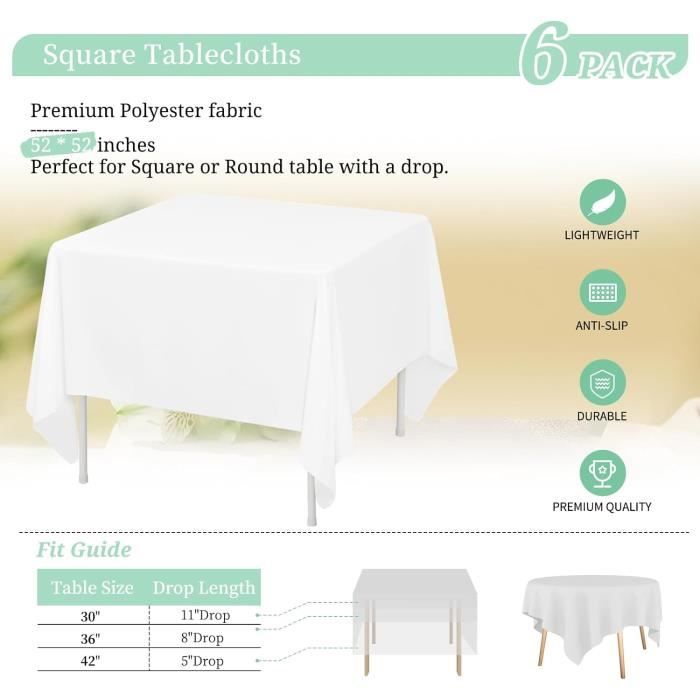 Square Tablecloths
6 PACK
Premium Polyester fabric
--------
52 * 52 inches
Perfect for Square or Round table with a drop.
LIGHTWEIGHT
ANTI-SLIP
DURABLE
PREMIUM QUALITY
Fit Guide
Table Size Drop Length
30" 11"Drop
36" 8"Drop
42" 5"Drop